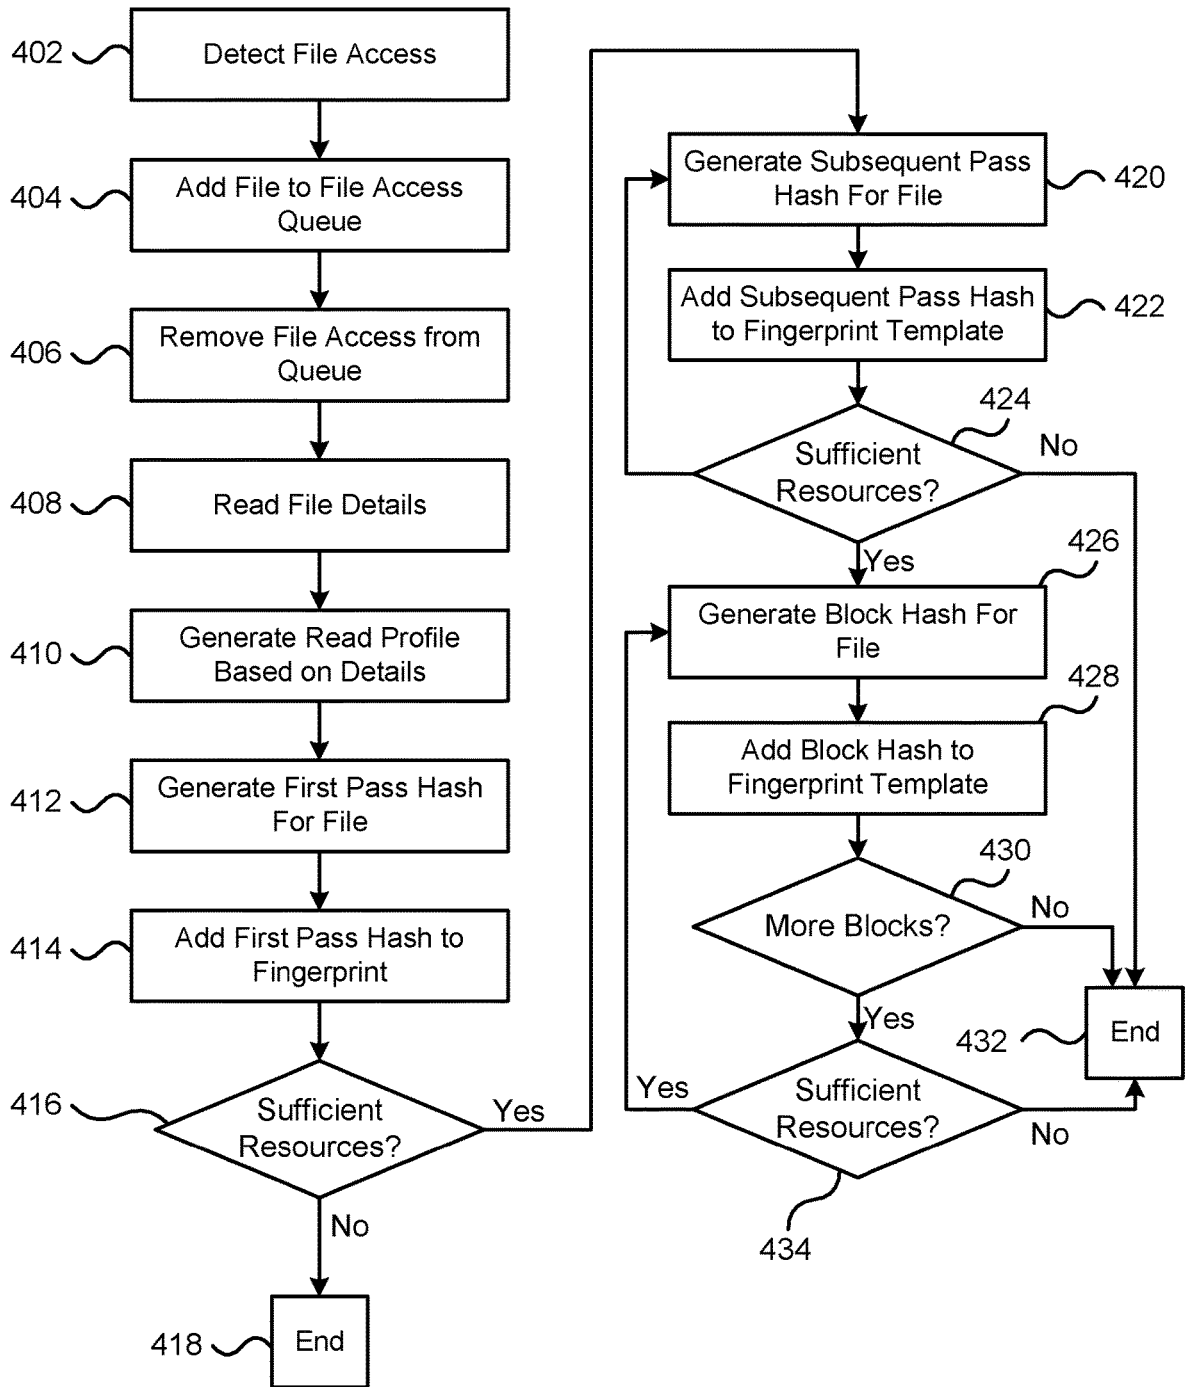 402
Detect File Access
404
Add File to File Access
Queue
406
Remove File Access from
Queue
408
Read File Details
410
Generate Read Profile
Based on Details
412
Generate First Pass Hash
For File
414
Add First Pass Hash to
Fingerprint
416
Sufficient
Resources?
Yes
No
418
End
Generate Subsequent Pass
Hash For File
420
Add Subsequent Pass Hash
to Fingerprint Template
422
424
Sufficient
Resources?
No
Yes
426
Generate Block Hash For
File
428
Add Block Hash to
Fingerprint Template
430
More Blocks?
No
Yes
432
End
Sufficient
Resources?
Yes
No
434